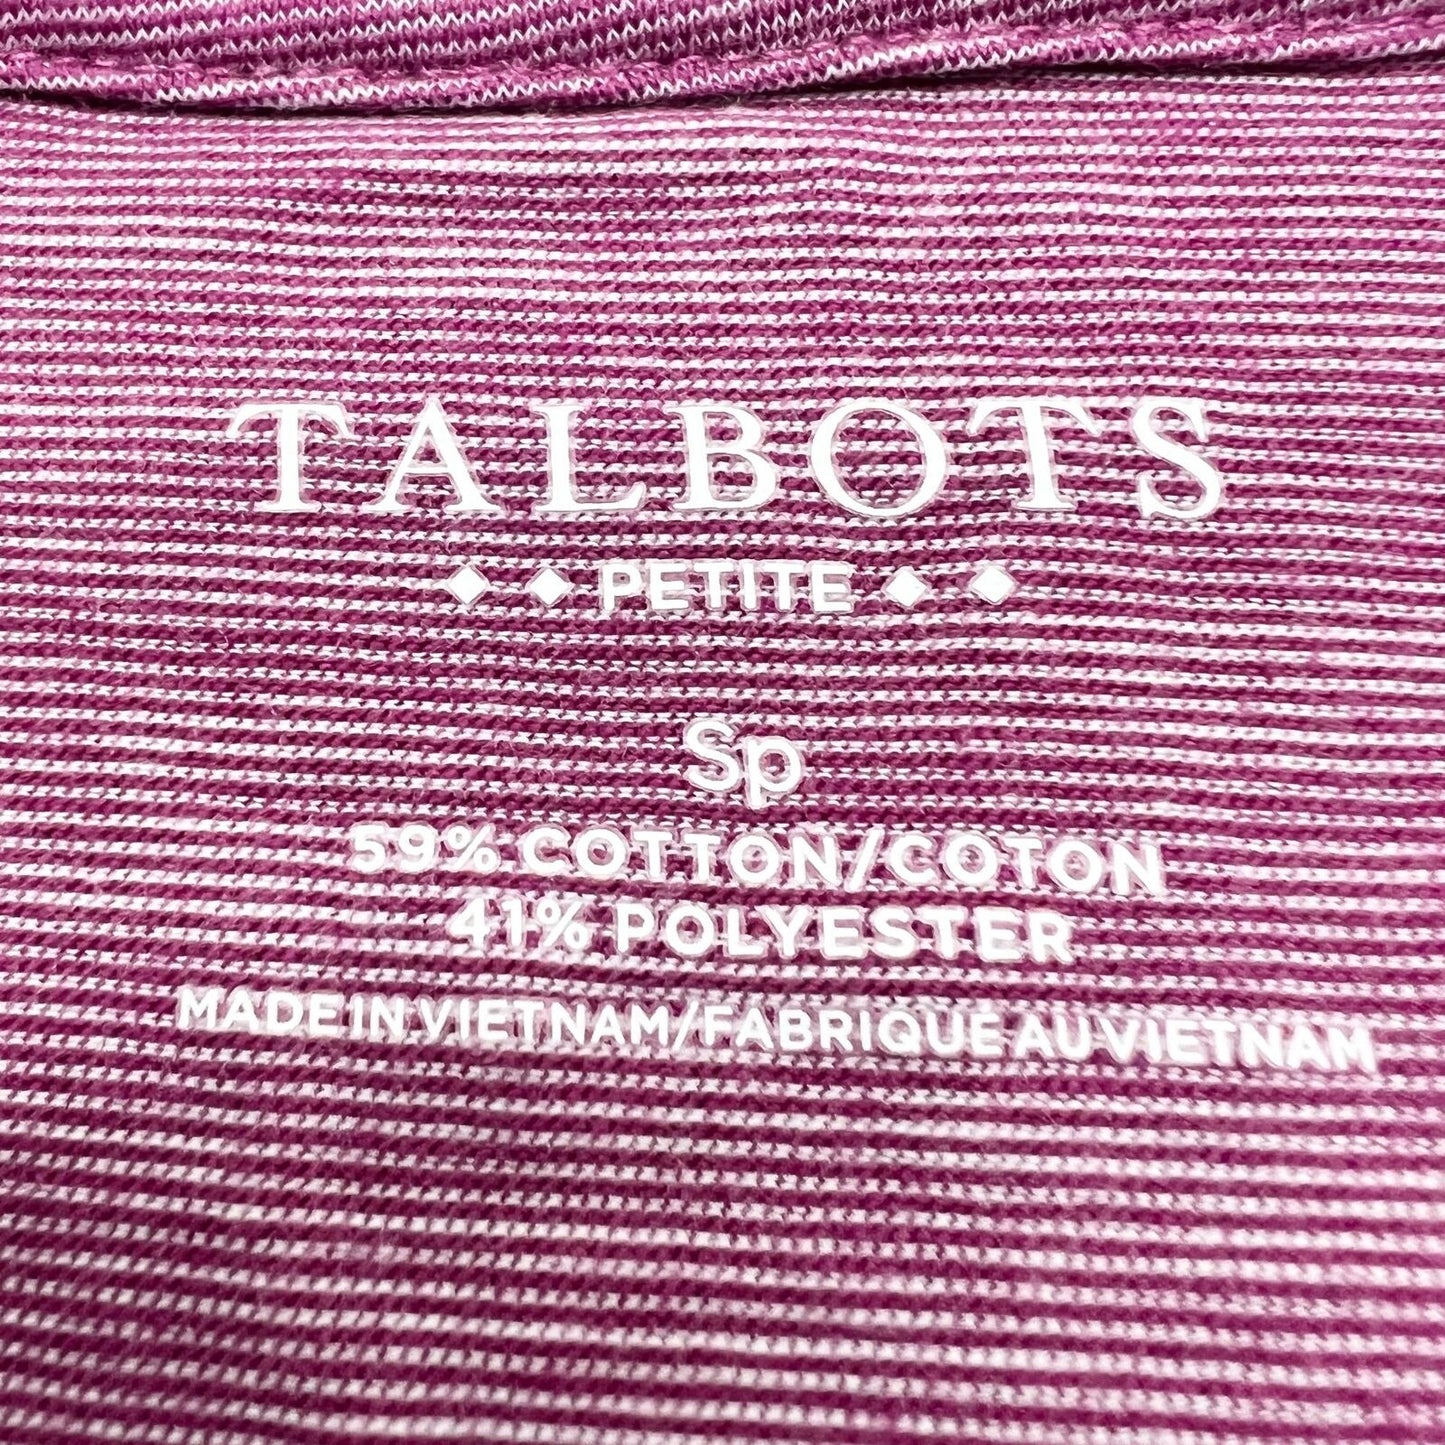 TALBOTS
PETITE
Sp
59% COTTON/COTON
41% POLYESTER
MADE IN VIETNAM/FABRIQUE AU VIETNAM